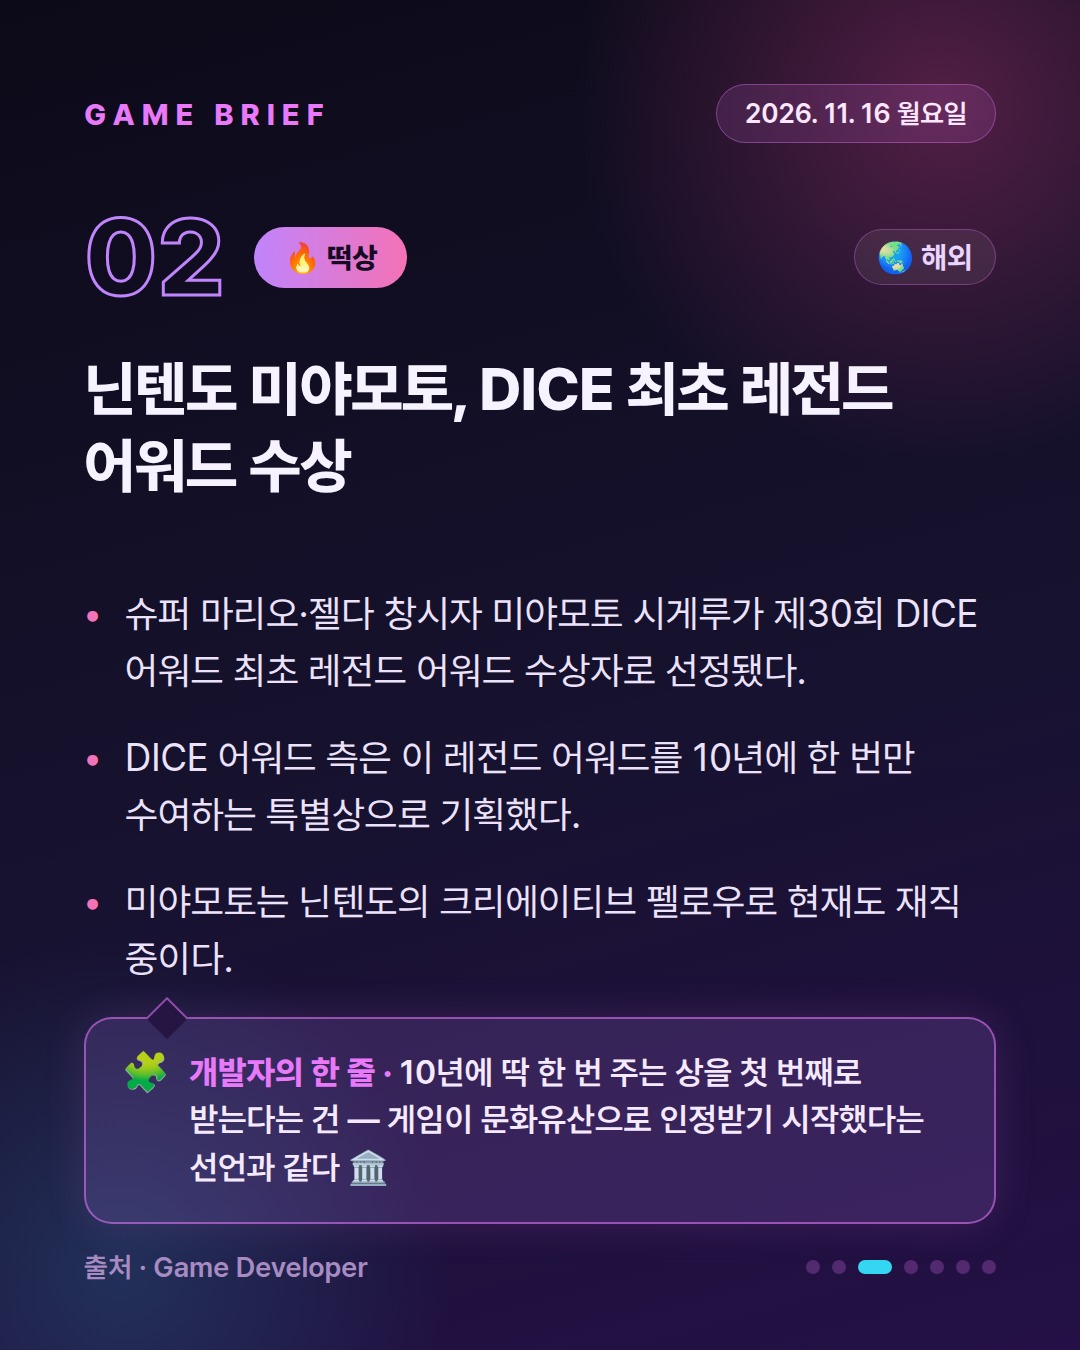 GAME BRIEF
2026. 11. 16 월요일
02
🔥 떡상
🌏 해외
닌텐도 미야모토, DICE 최초 레전드
어워드 수상
• 슈퍼 마리오·젤다 창시자 미야모토 시게루가 제30회 DICE
어워드 최초 레전드 어워드 수상자로 선정됐다.
• DICE 어워드 측은 이 레전드 어워드를 10년에 한 번만
수여하는 특별상으로 기획했다.
• 미야모토는 닌텐도의 크리에이티브 펠로우로 현재도 재직
중이다.
🧩 개발자의 한 줄 · 10년에 딱 한 번 주는 상을 첫 번째로
받는다는 건 — 게임이 문화유산으로 인정받기 시작했다는
선언과 같다 🏛️
출처 · Game Developer